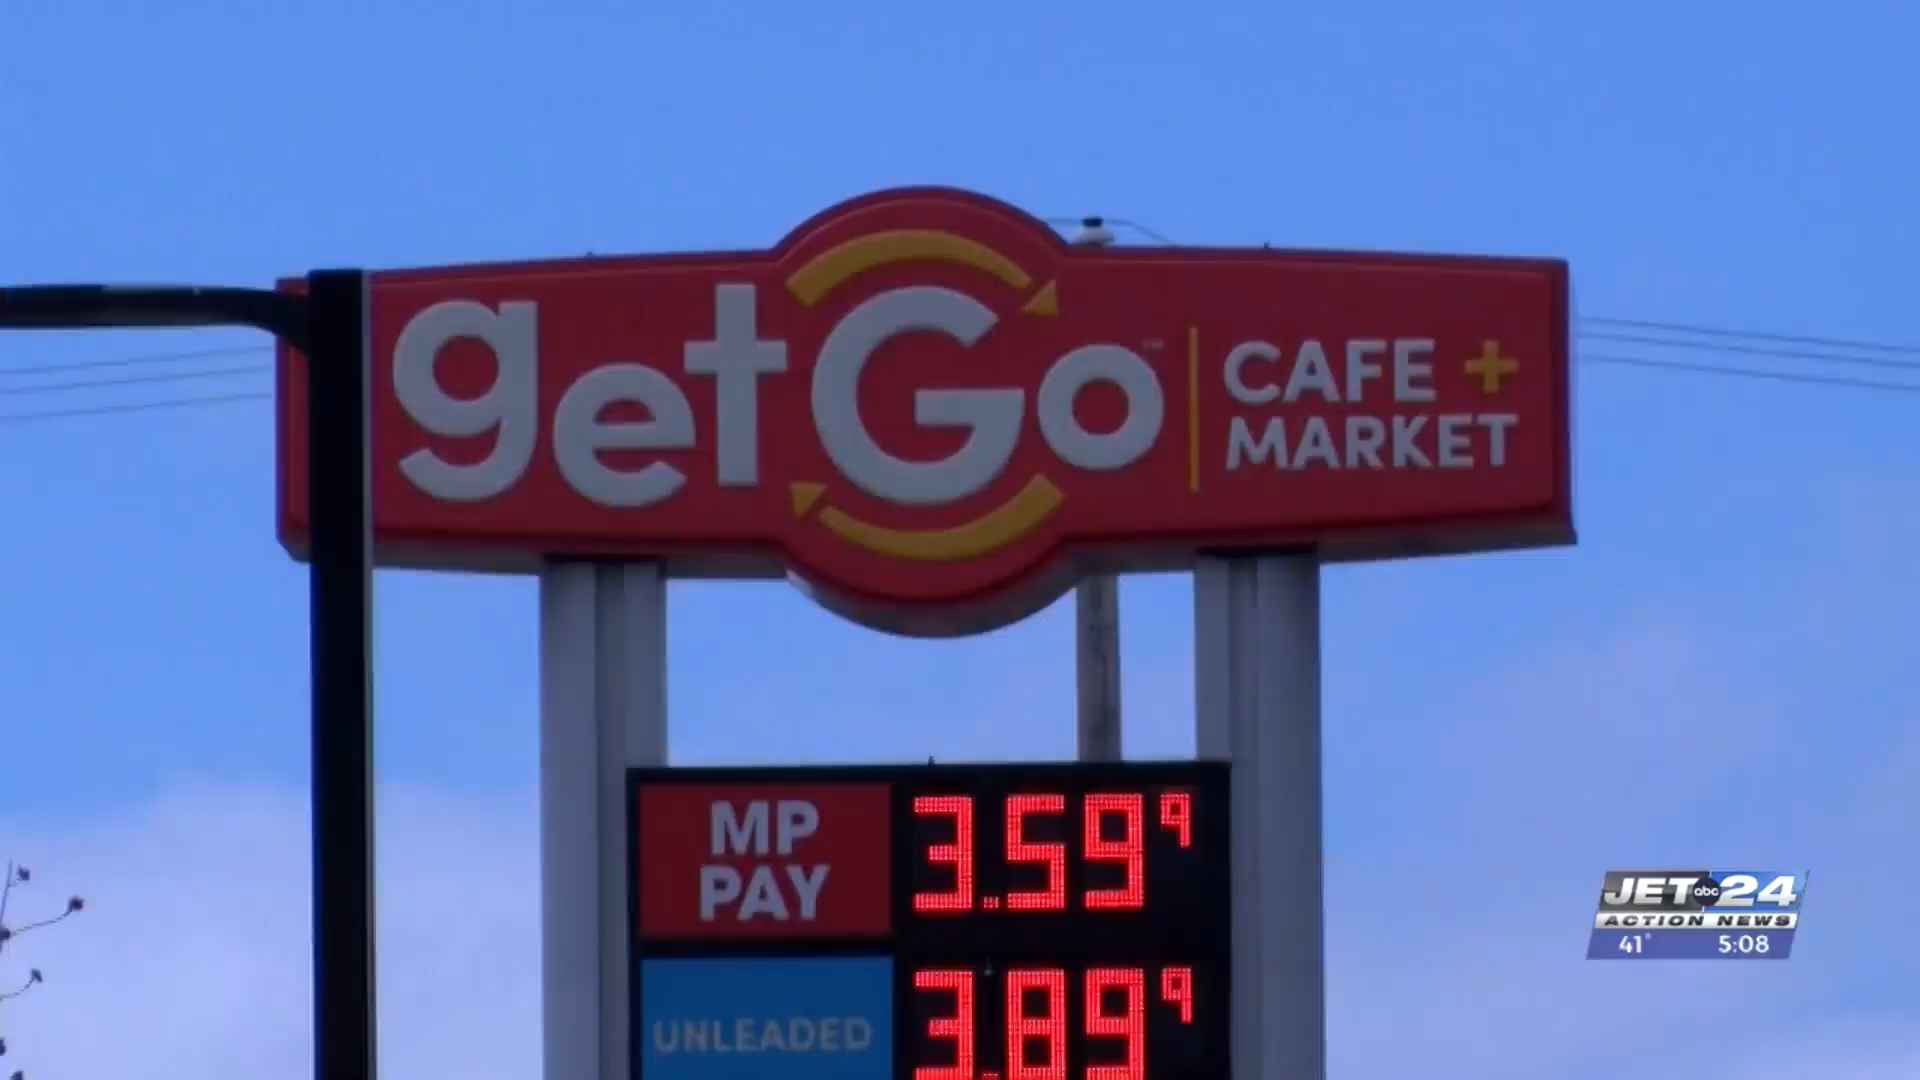 getGo™
CAFE +
MARKET
MP
PAY
3.59 9
UNLEADED
3.89 9
JET abc 24
ACTION NEWS
41° 5:08